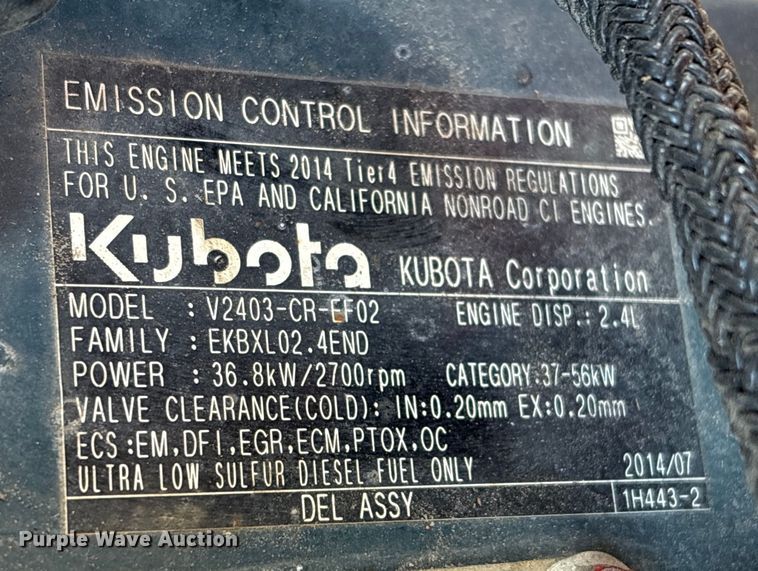 EMISSION CONTROL INFORMATION
THIS ENGINE MEETS 2014 Tier4 EMISSION REGULATIONS
FOR U. S. EPA AND CALIFORNIA NONROAD CI ENGINES.
Kubota KUBOTA Corporation
MODEL : V2403-CR-EF02 ENGINE DISP.: 2.4L
FAMILY : EKBXL02.4END
POWER : 36.8kW/2700rpm CATEGORY:37-56kW
VALVE CLEARANCE(COLD): IN:0.20mm EX:0.20mm
ECS :EM,DFI,EGR,ECM,PTOX,OC
ULTRA LOW SULFUR DIESEL FUEL ONLY 2014/07
DEL ASSY 1H443-2
Purple Wave Auction